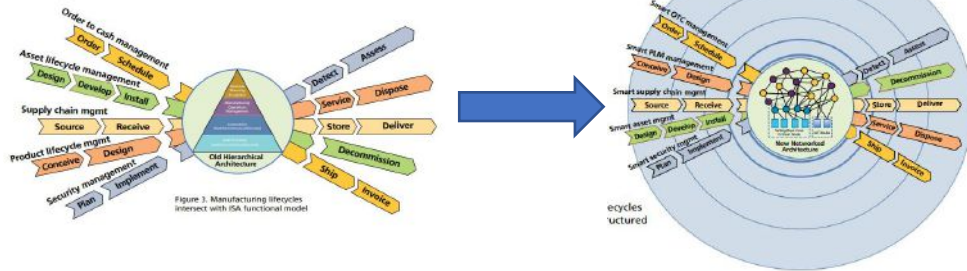 Order to cash management
Order
Schedule
Asset lifecycle management
Design
Develop
Install
Supply chain mgmt
Source
Receive
Product lifecycle mgmt
Conceive
Design
Security management
Plan
Implement
Old Hierarchical
Architecture
Detect
Assess
Service
Dispose
Store
Deliver
Decommission
Ship
Invoice
Figure 3. Manufacturing lifecycles
intersect with ISA functional model
Smart OTC management
Order
Schedule
Smart PLM management
Conceive
Design
Smart supply chain mgmt
Source
Receive
Smart asset mgmt
Design
Develop
Install
Smart security mgmt
Plan
Implement
New Networked
Architecture
Detect
Assess
Decommission
Store
Deliver
Service
Dispose
Ship
Invoice
ecycles
uctured